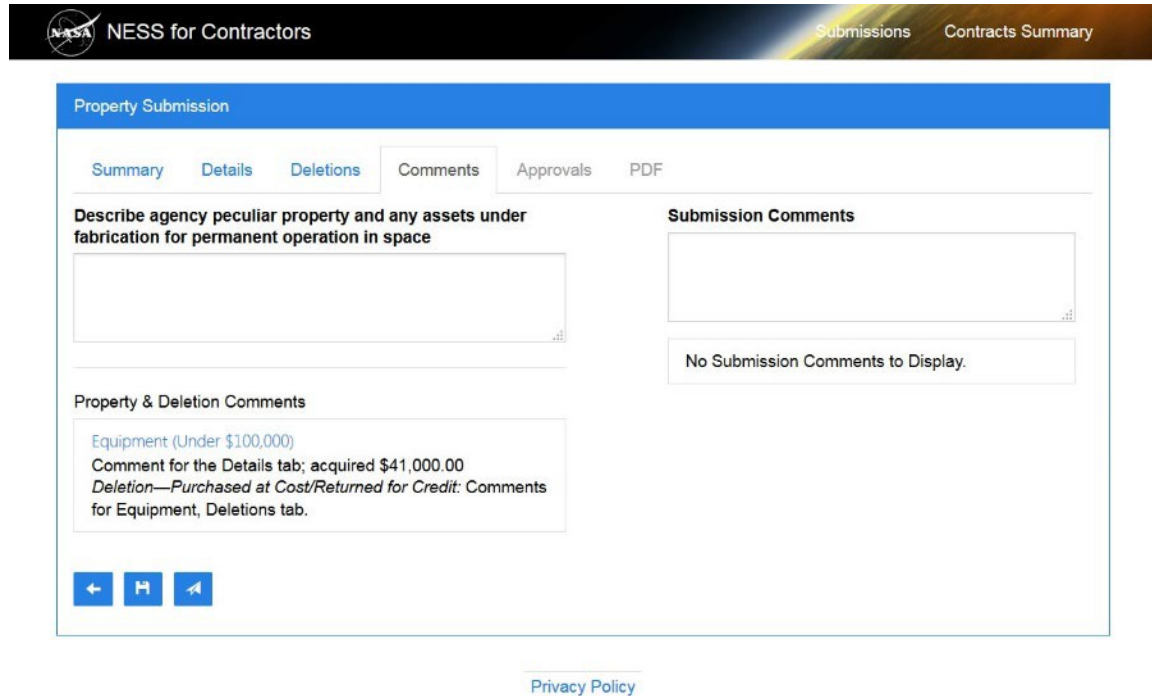 NASA
NESS for Contractors
Submissions
Contracts Summary
Property Submission
Summary
Details
Deletions
Comments
Approvals
PDF
Describe agency peculiar property and any assets under
fabrication for permanent operation in space
Submission Comments
No Submission Comments to Display.
Property & Deletion Comments
Equipment (Under $100,000)
Comment for the Details tab; acquired $41,000.00
Deletion—Purchased at Cost/Returned for Credit: Comments
for Equipment, Deletions tab.
Privacy Policy